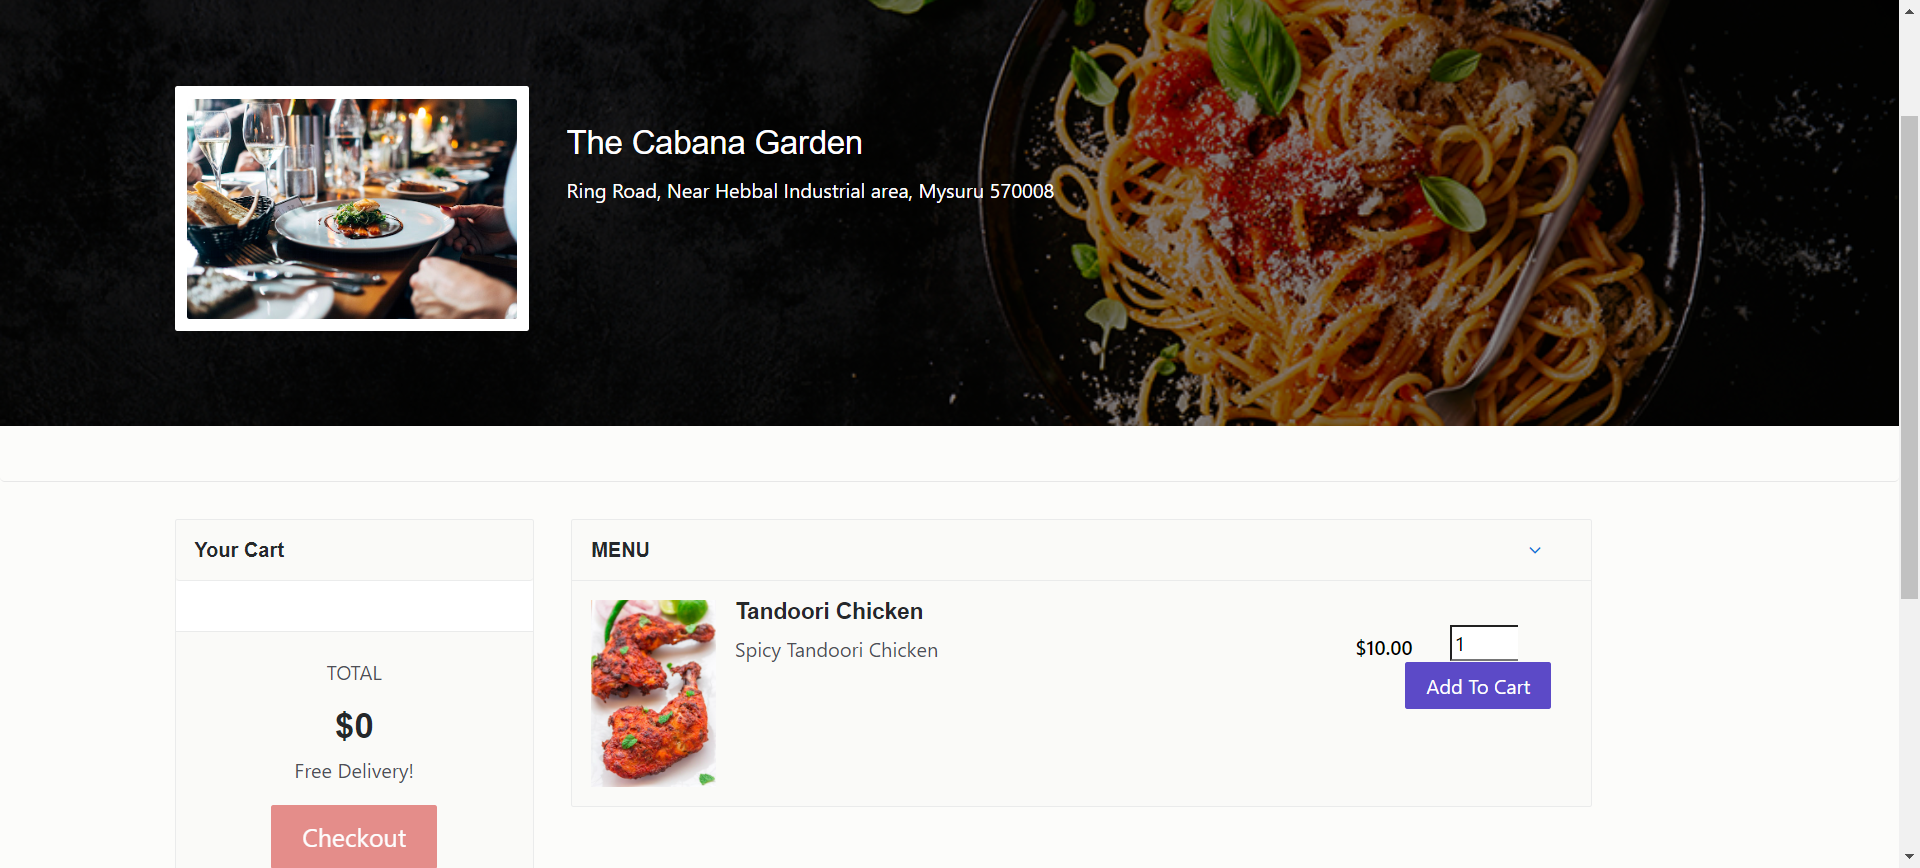 The Cabana Garden
Ring Road, Near Hebbal Industrial area, Mysuru 570008
Your Cart
TOTAL
$0
Free Delivery!
Checkout
MENU
Tandoori Chicken
Spicy Tandoori Chicken
$10.00
1
Add To Cart